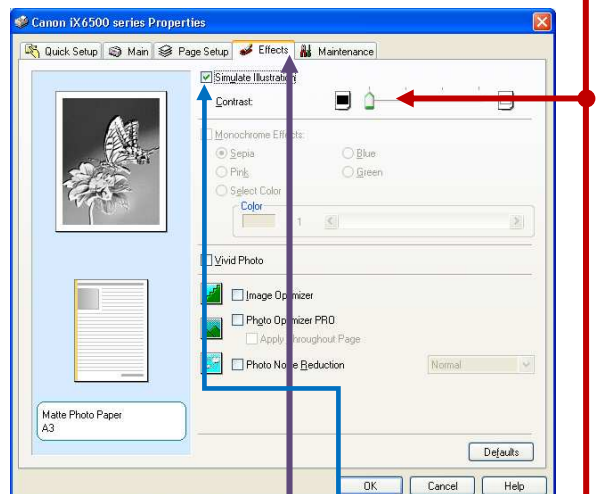 Canon iX6500 series Properties
Quick Setup Main Page Setup Effects Maintenance
Simulate Illustration
Contrast:
Monochrome Effects:
Sepia Blue
Pink Green
Select Color
Color
1
Vivid Photo
Image Optimizer
Photo Optimizer PRO
Apply Throughout Page
Photo Noise Reduction Normal
Matte Photo Paper
A3
Defaults
OK Cancel Help